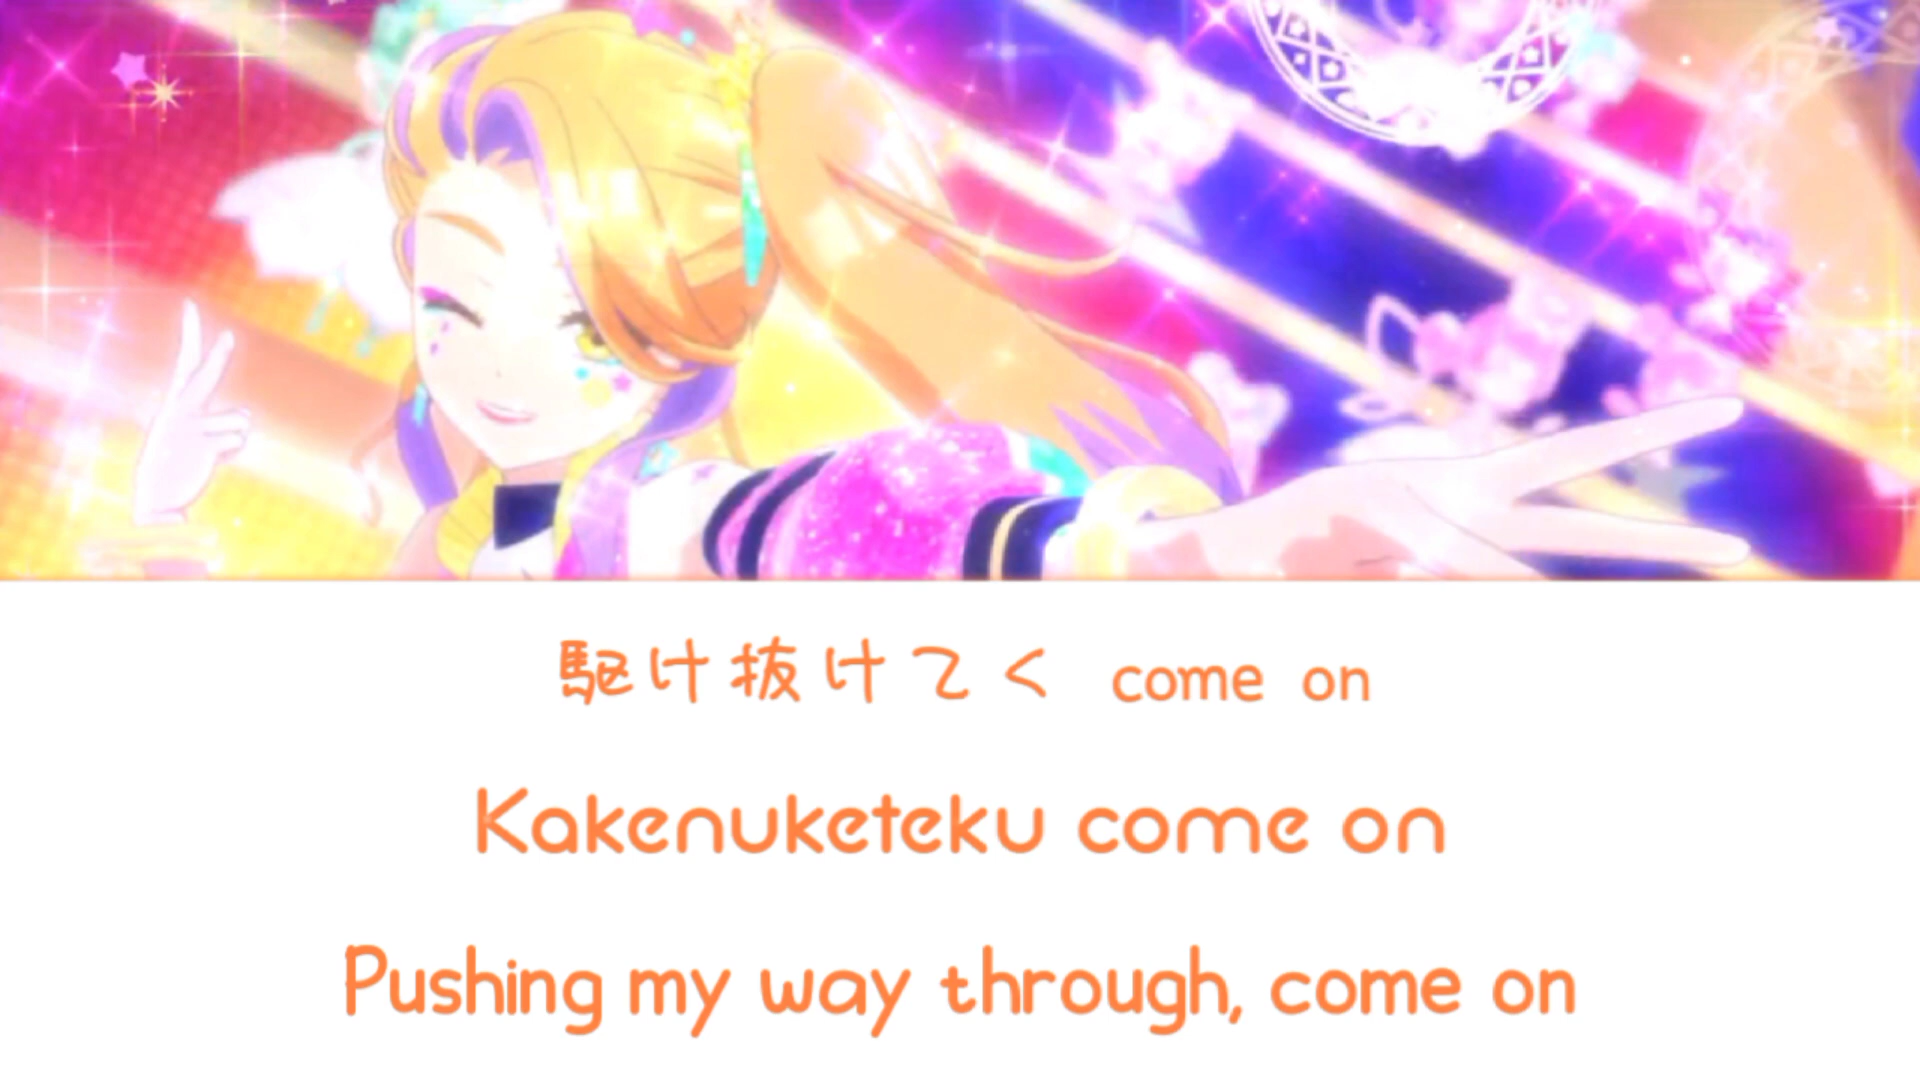 駆け抜けてく come on
Kakenuketeku come on
Pushing my way through, come on